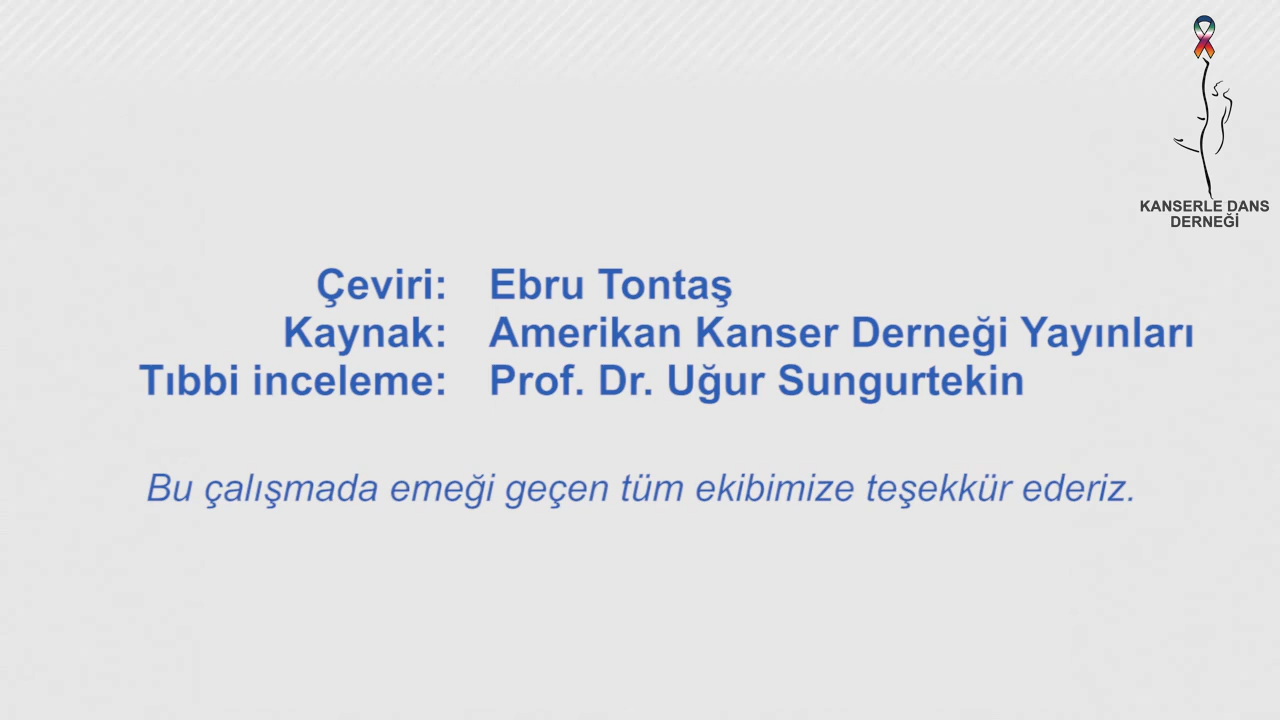 KANSERLE DANS
DERNEĞİ
Çeviri: Ebru Tontaş
Kaynak: Amerikan Kanser Derneği Yayınları
Tıbbi inceleme: Prof. Dr. Uğur Sungurtekin
Bu çalışmada emeği geçen tüm ekibimize teşekkür ederiz.